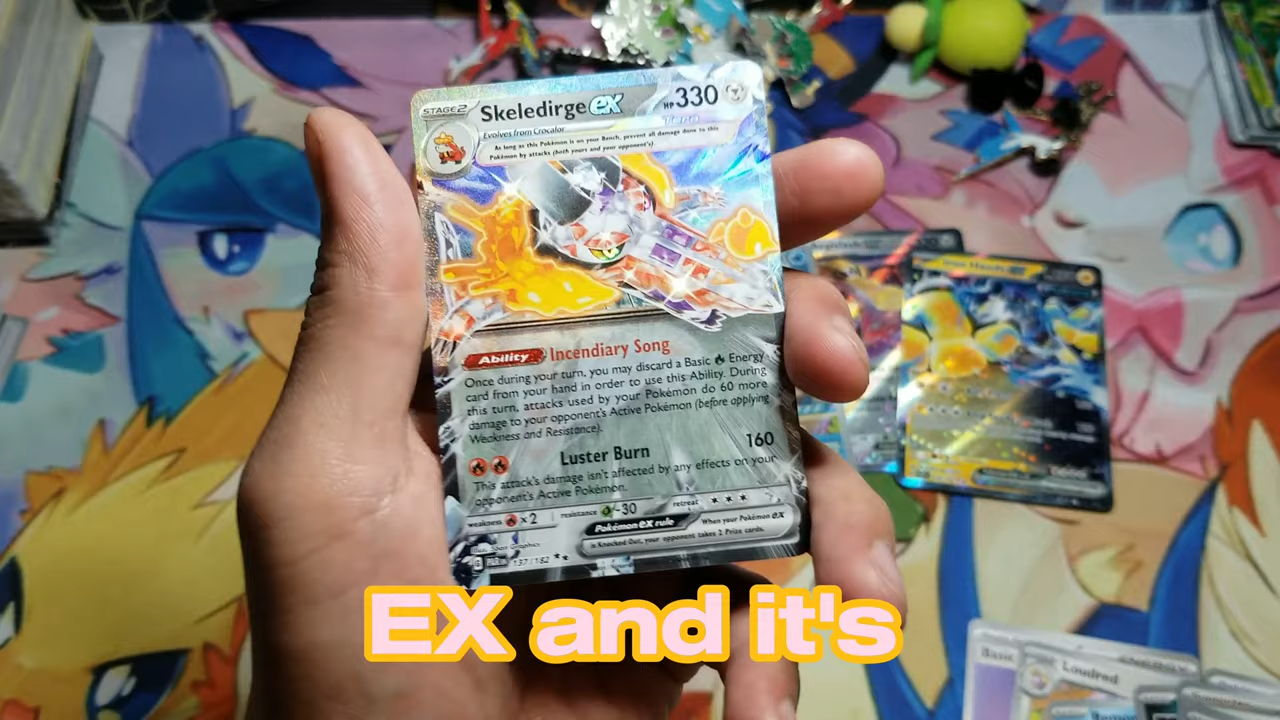 STAGE2 Skeledirge ex HP 330
Evolves from Crocalor
Tera
As long as this Pokémon is on your Bench, prevent all damage done to this
Pokémon by attacks (both yours and your opponent's).
Ability Incendiary Song
Once during your turn, you may discard a Basic Energy
card from your hand in order to use this Ability. During
this turn, attacks used by your Pokémon do 60 more
damage to your opponent's Active Pokémon (before applying
Weakness and Resistance).
Luster Burn 160
This attack's damage isn't affected by any effects on your
opponent's Active Pokémon.
weakness x2 resistance -30 retreat
Pokémon ex rule When your Pokémon ex
is Knocked Out, your opponent takes 2 Prize cards.
137/182
EX and it's
Basic
Loudred